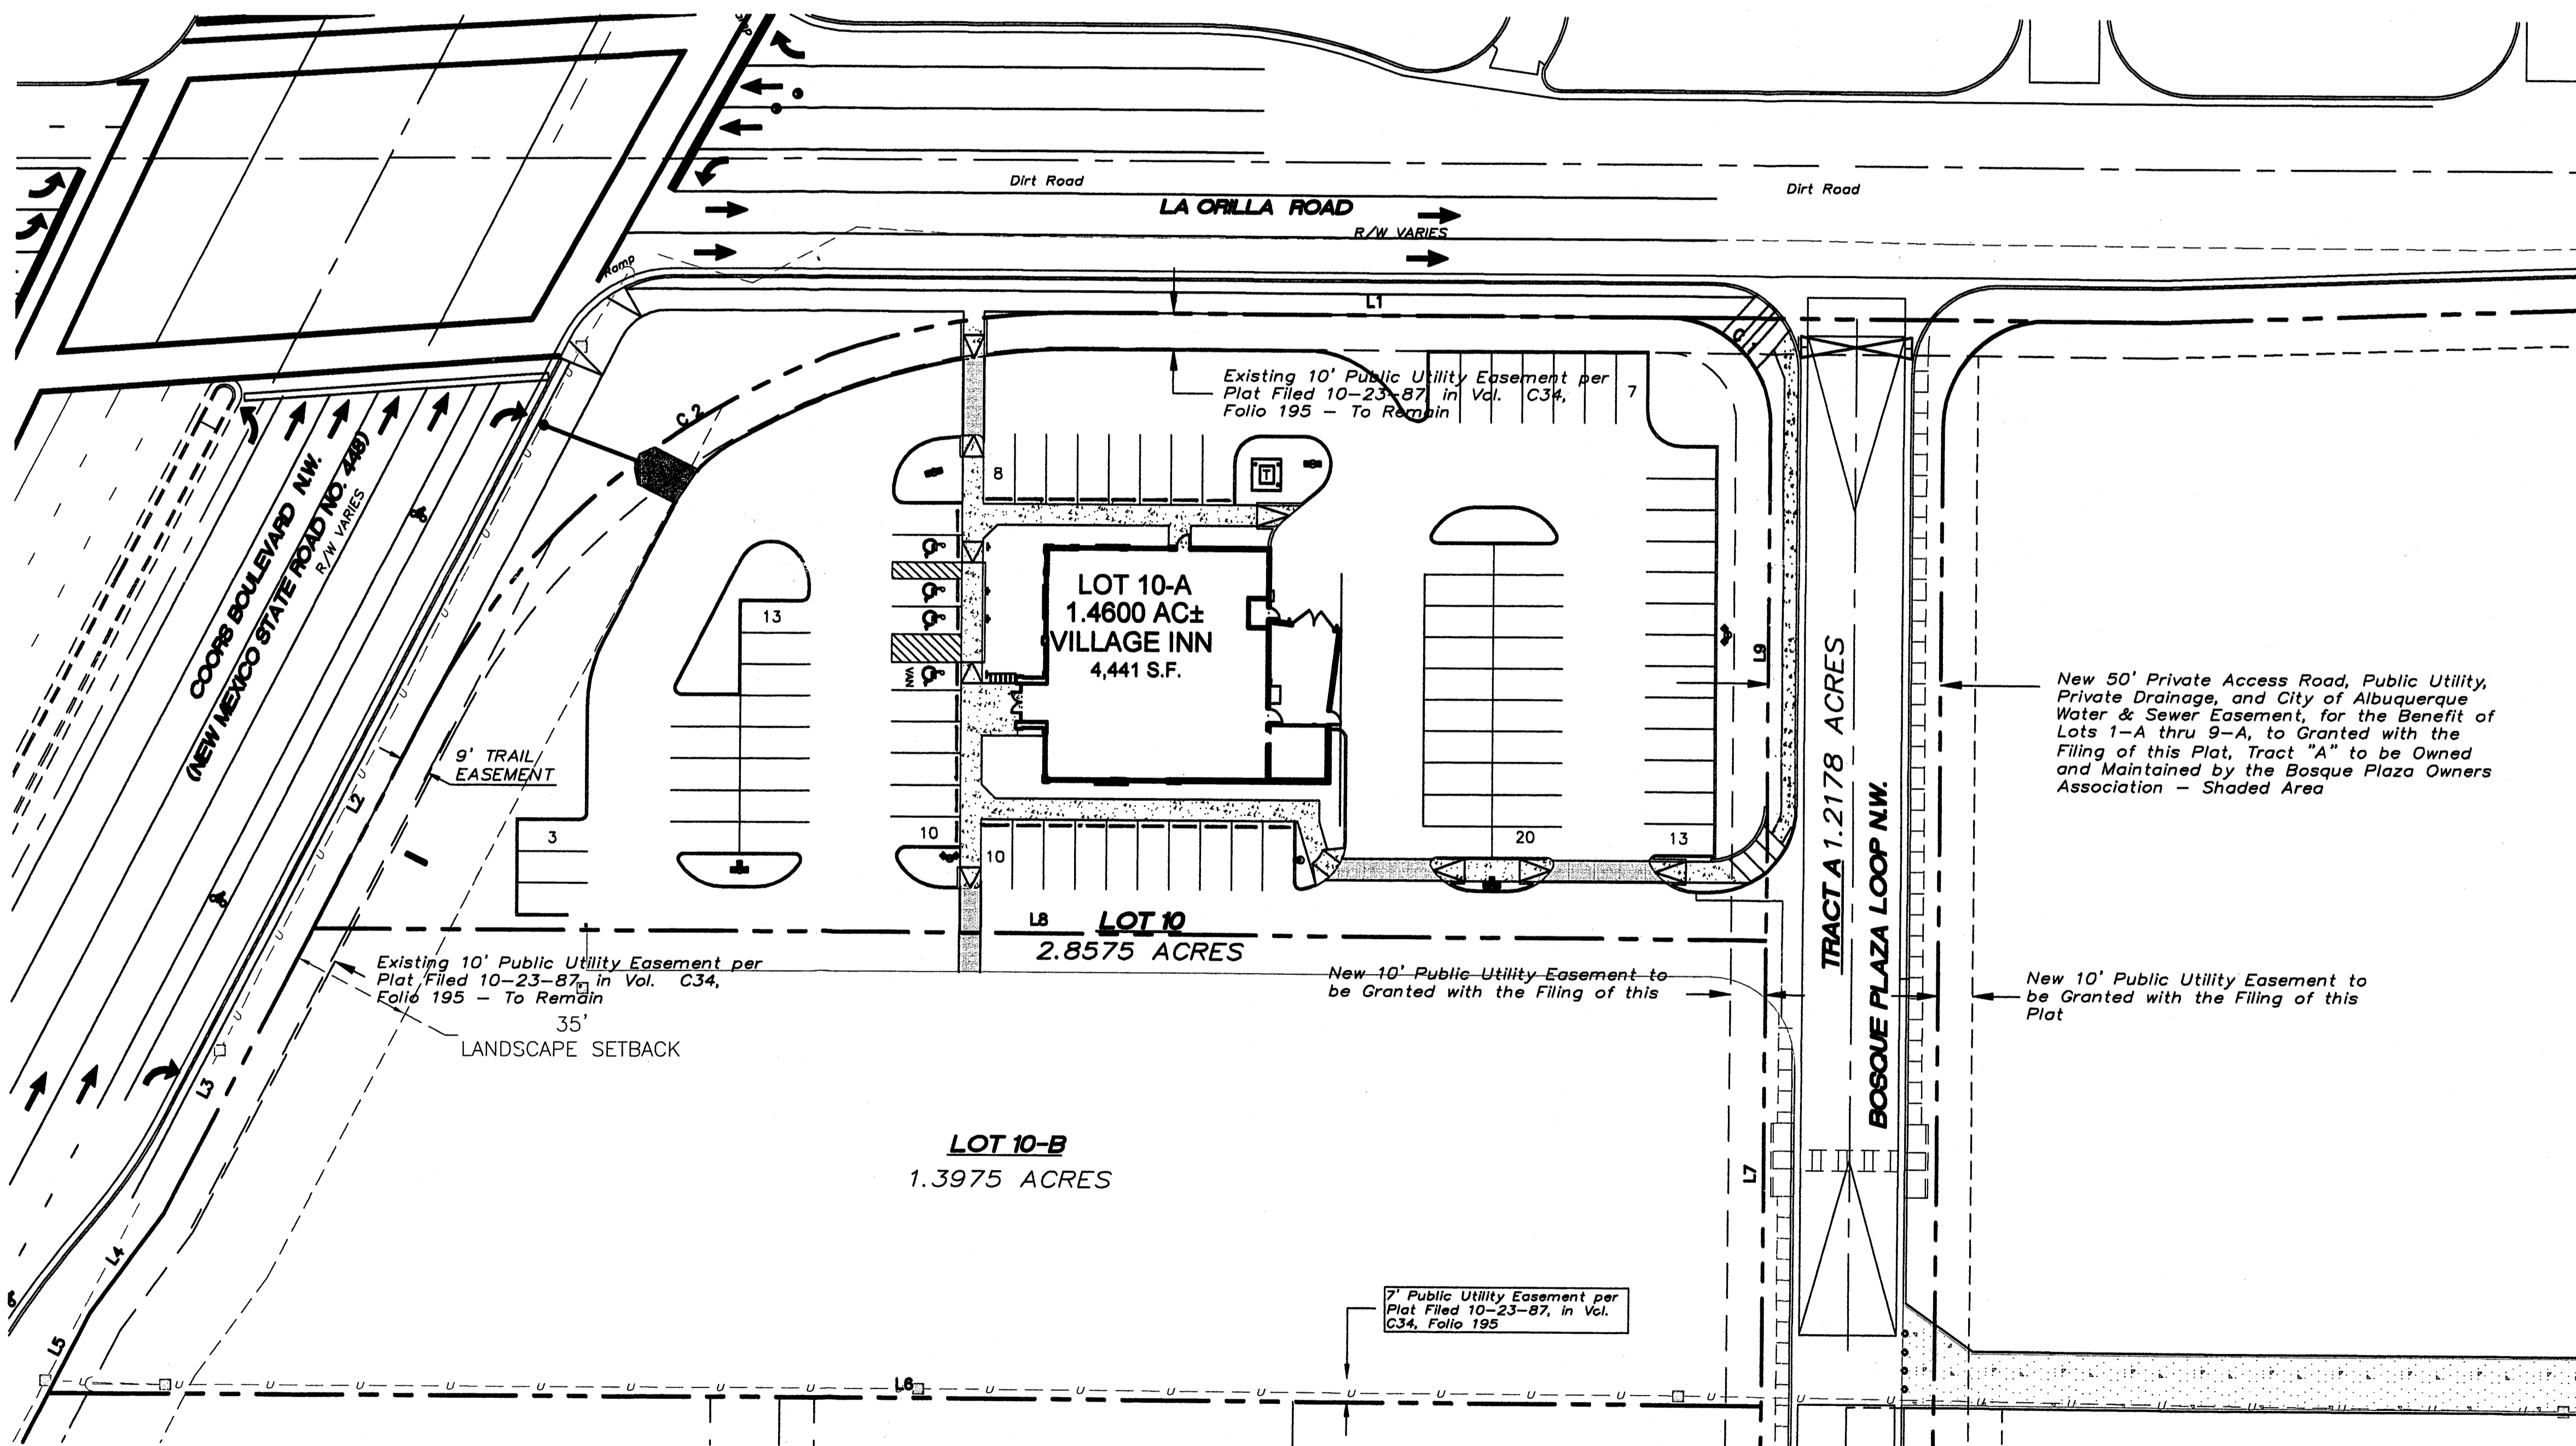 Dirt Road
Dirt Road
LA ORILLA ROAD
R/W VARIES
Ramp
L1
C 2
Existing 10' Public Utility Easement per
Plat Filed 10-23-87, in Vol. C34,
Folio 195 - To Remain
7
8
T
COORS BOULEVARD N.W.
(NEW MEXICO STATE ROAD NO. 448)
R/W VARIES
13
VAN
LOT 10-A
1.4600 AC±
VILLAGE INN
4,441 S.F.
L9
TRACT A 1.2178 ACRES
BOSQUE PLAZA LOOP N.W.
New 50' Private Access Road, Public Utility,
Private Drainage, and City of Albuquerque
Water & Sewer Easement, for the Benefit of
Lots 1-A thru 9-A, to Granted with the
Filing of this Plat, Tract "A" to be Owned
and Maintained by the Bosque Plaza Owners
Association - Shaded Area
9' TRAIL
EASEMENT
L2
3
10
10
20
13
L8
LOT 10
2.8575 ACRES
Existing 10' Public Utility Easement per
Plat Filed 10-23-87, in Vol. C34,
Folio 195 - To Remain
35'
LANDSCAPE SETBACK
New 10' Public Utility Easement to
be Granted with the Filing of this
New 10' Public Utility Easement to
be Granted with the Filing of this
Plat
L3
LOT 10-B
1.3975 ACRES
L7
L4
7' Public Utility Easement per
Plat Filed 10-23-87, in Vol.
C34, Folio 195
L5
L6